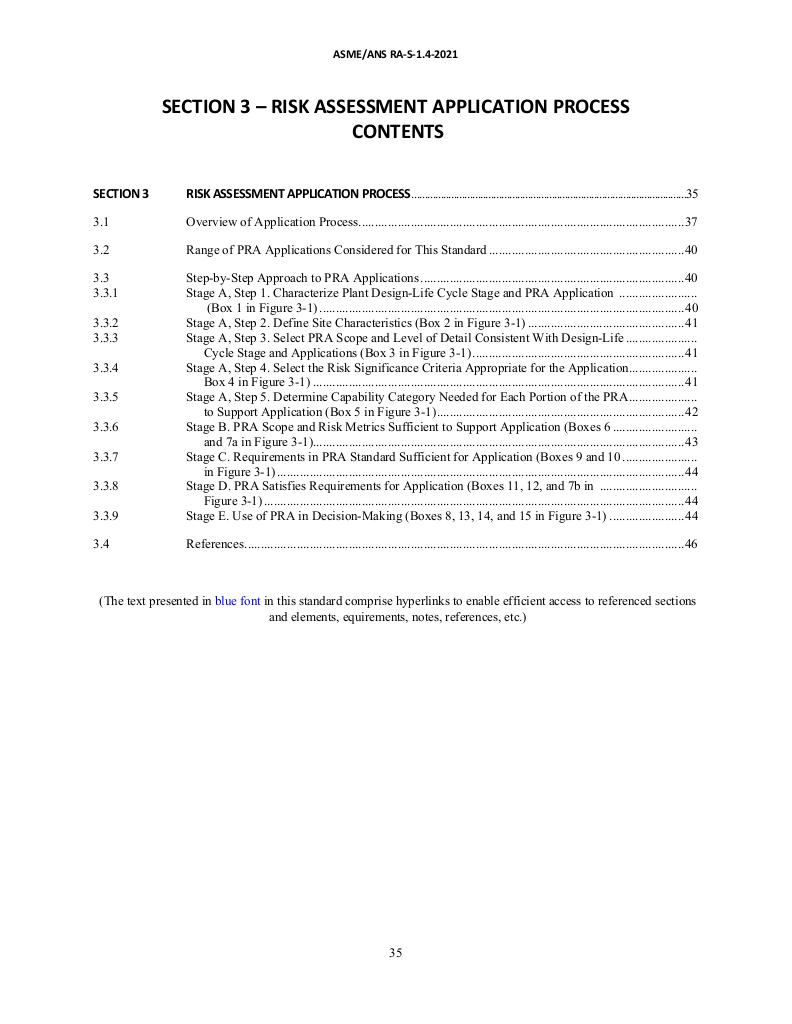 ASME/ANS RA-S-1.4-2021
SECTION 3 – RISK ASSESSMENT APPLICATION PROCESS
CONTENTS
SECTION 3 RISK ASSESSMENT APPLICATION PROCESS....................35
3.1 Overview of Application Process....................37
3.2 Range of PRA Applications Considered for This Standard....................40
3.3 Step-by-Step Approach to PRA Applications....................40
3.3.1 Stage A, Step 1. Characterize Plant Design-Life Cycle Stage and PRA Application ....................
(Box 1 in Figure 3-1)....................40
3.3.2 Stage A, Step 2. Define Site Characteristics (Box 2 in Figure 3-1)....................41
3.3.3 Stage A, Step 3. Select PRA Scope and Level of Detail Consistent With Design-Life ....................
Cycle Stage and Applications (Box 3 in Figure 3-1)....................41
3.3.4 Stage A, Step 4. Select the Risk Significance Criteria Appropriate for the Application....................
Box 4 in Figure 3-1)....................41
3.3.5 Stage A, Step 5. Determine Capability Category Needed for Each Portion of the PRA....................
to Support Application (Box 5 in Figure 3-1)....................42
3.3.6 Stage B. PRA Scope and Risk Metrics Sufficient to Support Application (Boxes 6 ....................
and 7a in Figure 3-1)....................43
3.3.7 Stage C. Requirements in PRA Standard Sufficient for Application (Boxes 9 and 10 ....................
in Figure 3-1)....................44
3.3.8 Stage D. PRA Satisfies Requirements for Application (Boxes 11, 12, and 7b in ....................
Figure 3-1)....................44
3.3.9 Stage E. Use of PRA in Decision-Making (Boxes 8, 13, 14, and 15 in Figure 3-1)....................44
3.4 References....................46
(The text presented in blue font in this standard comprise hyperlinks to enable efficient access to referenced sections
and elements, equirements, notes, references, etc.)
35